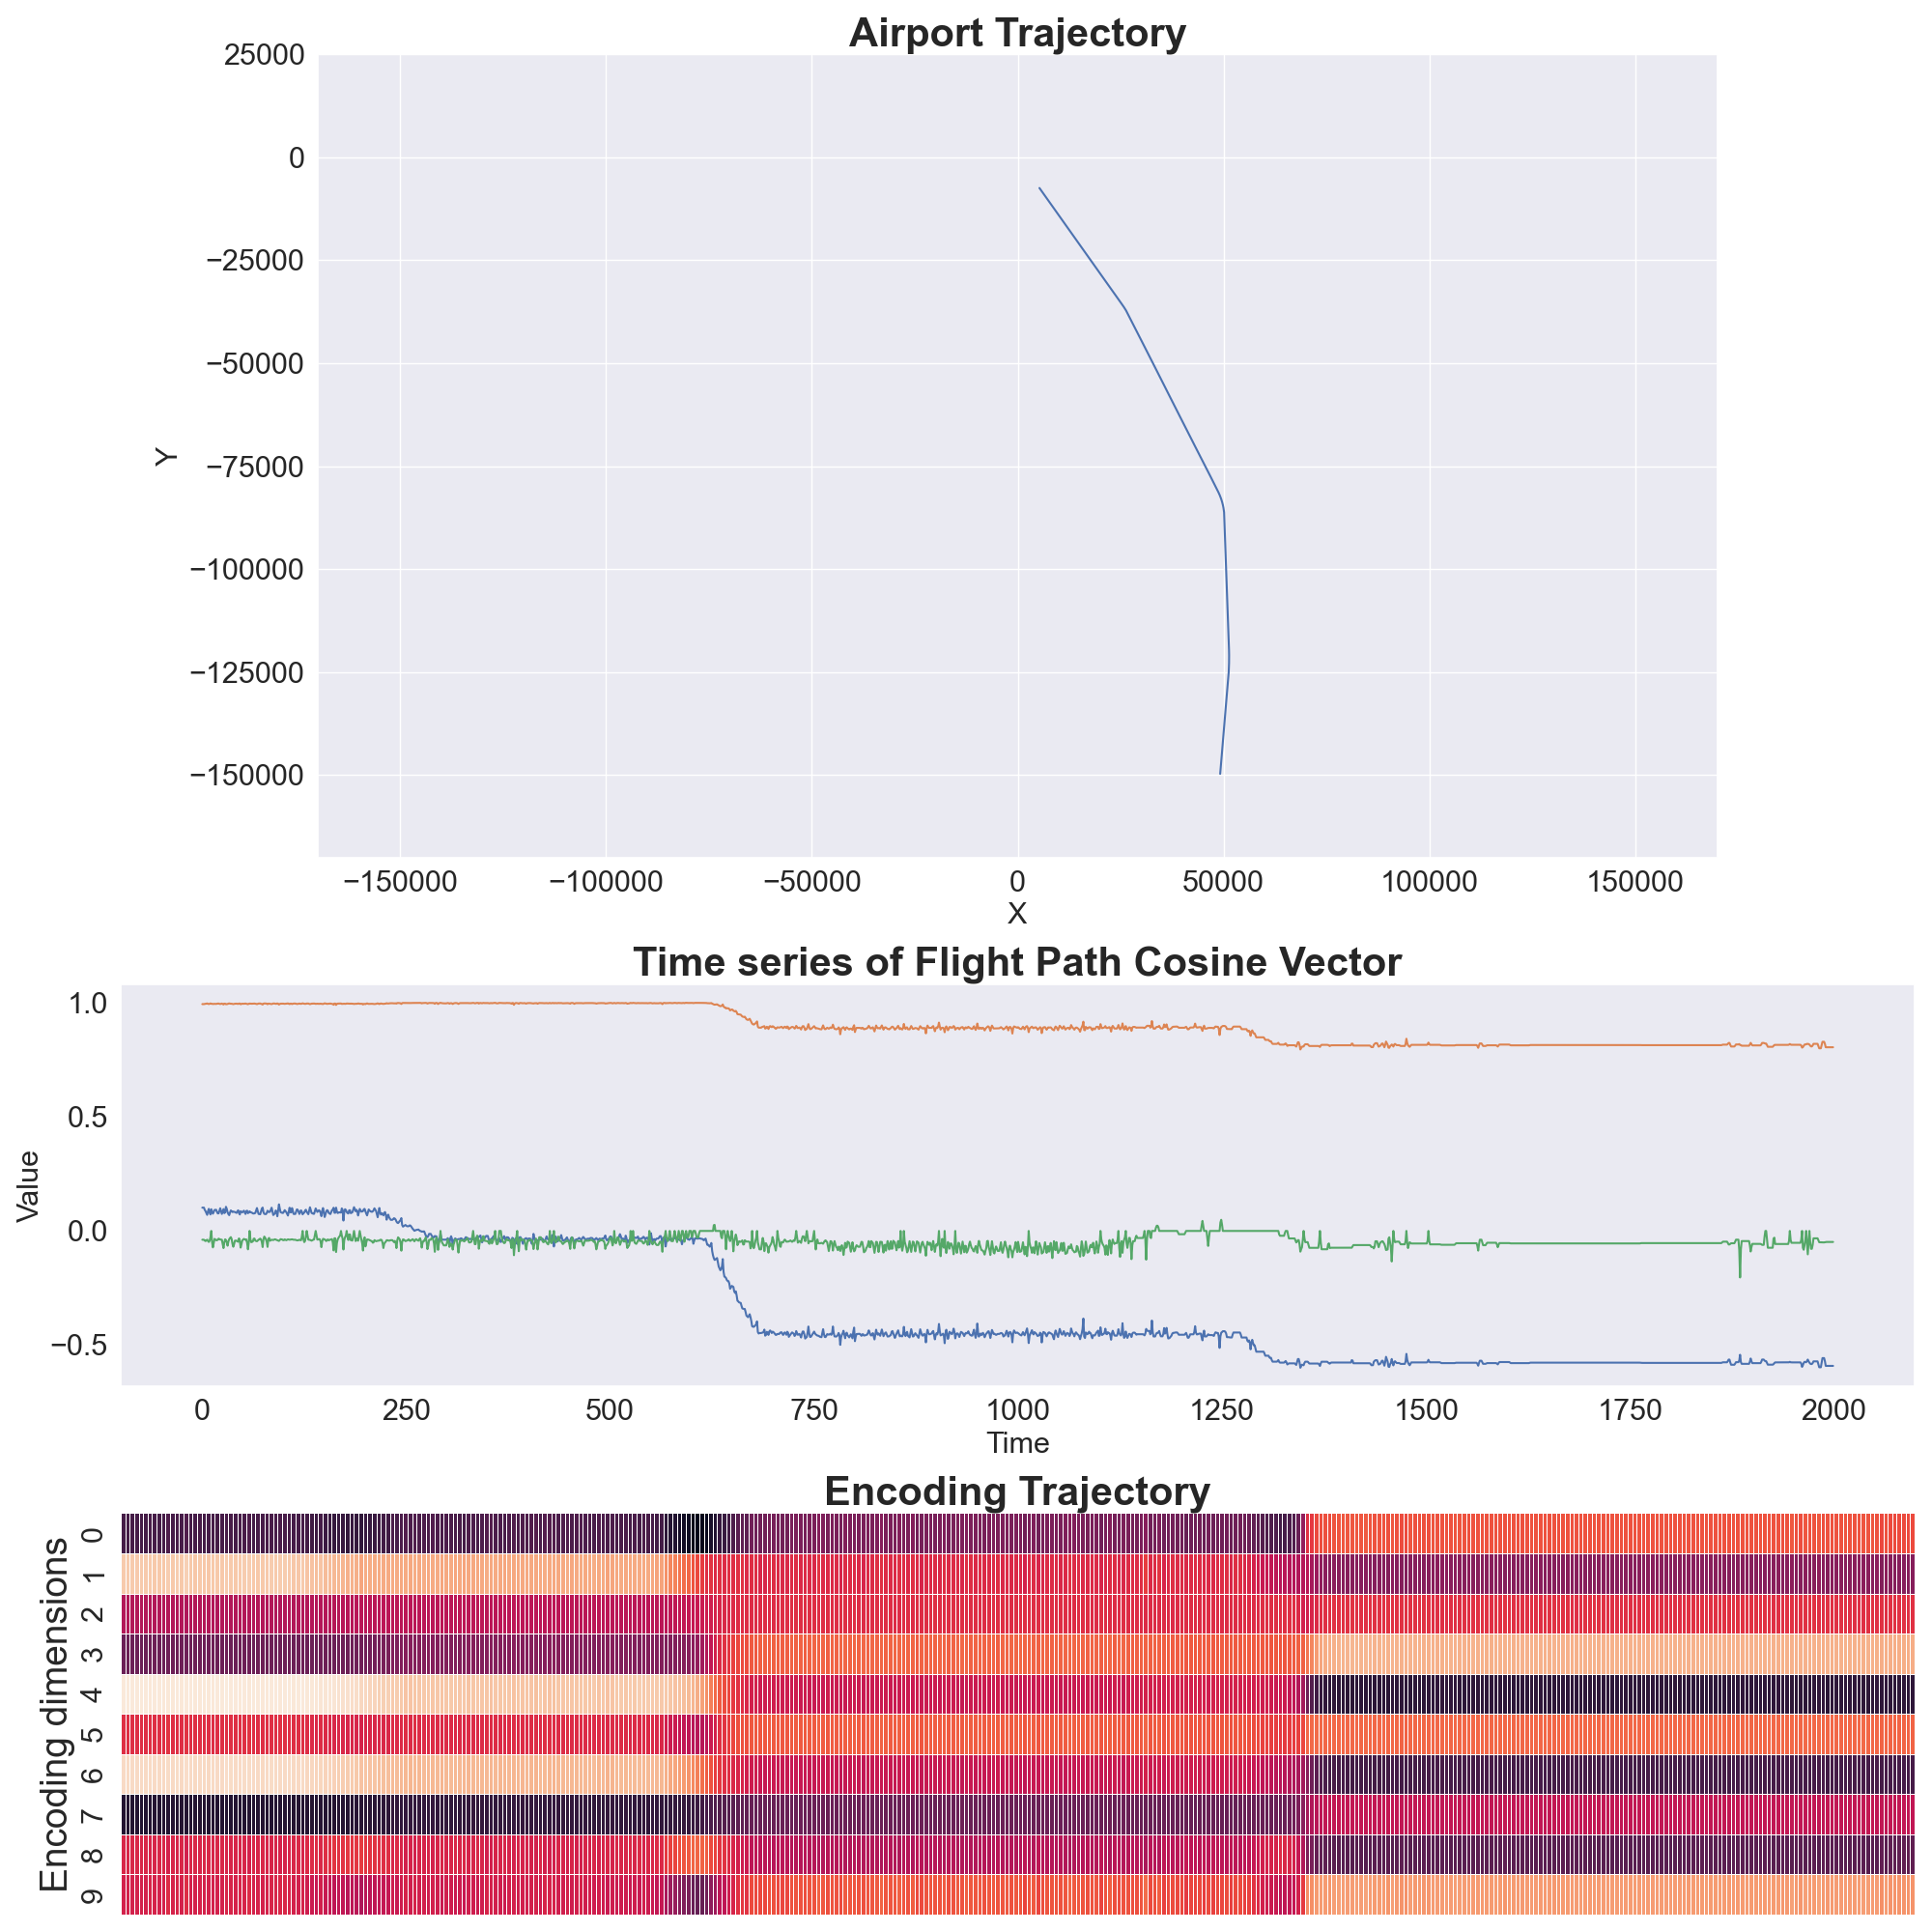 Airport Trajectory
25000
0
−25000
−50000
−75000
−100000
−125000
−150000
Y
−150000 −100000 −50000 0 50000 100000 150000
X
Time series of Flight Path Cosine Vector
1.0
0.5
0.0
−0.5
Value
0 250 500 750 1000 1250 1500 1750 2000
Time
Encoding Trajectory
Encoding dimensions
0
1
2
3
4
5
6
7
8
9